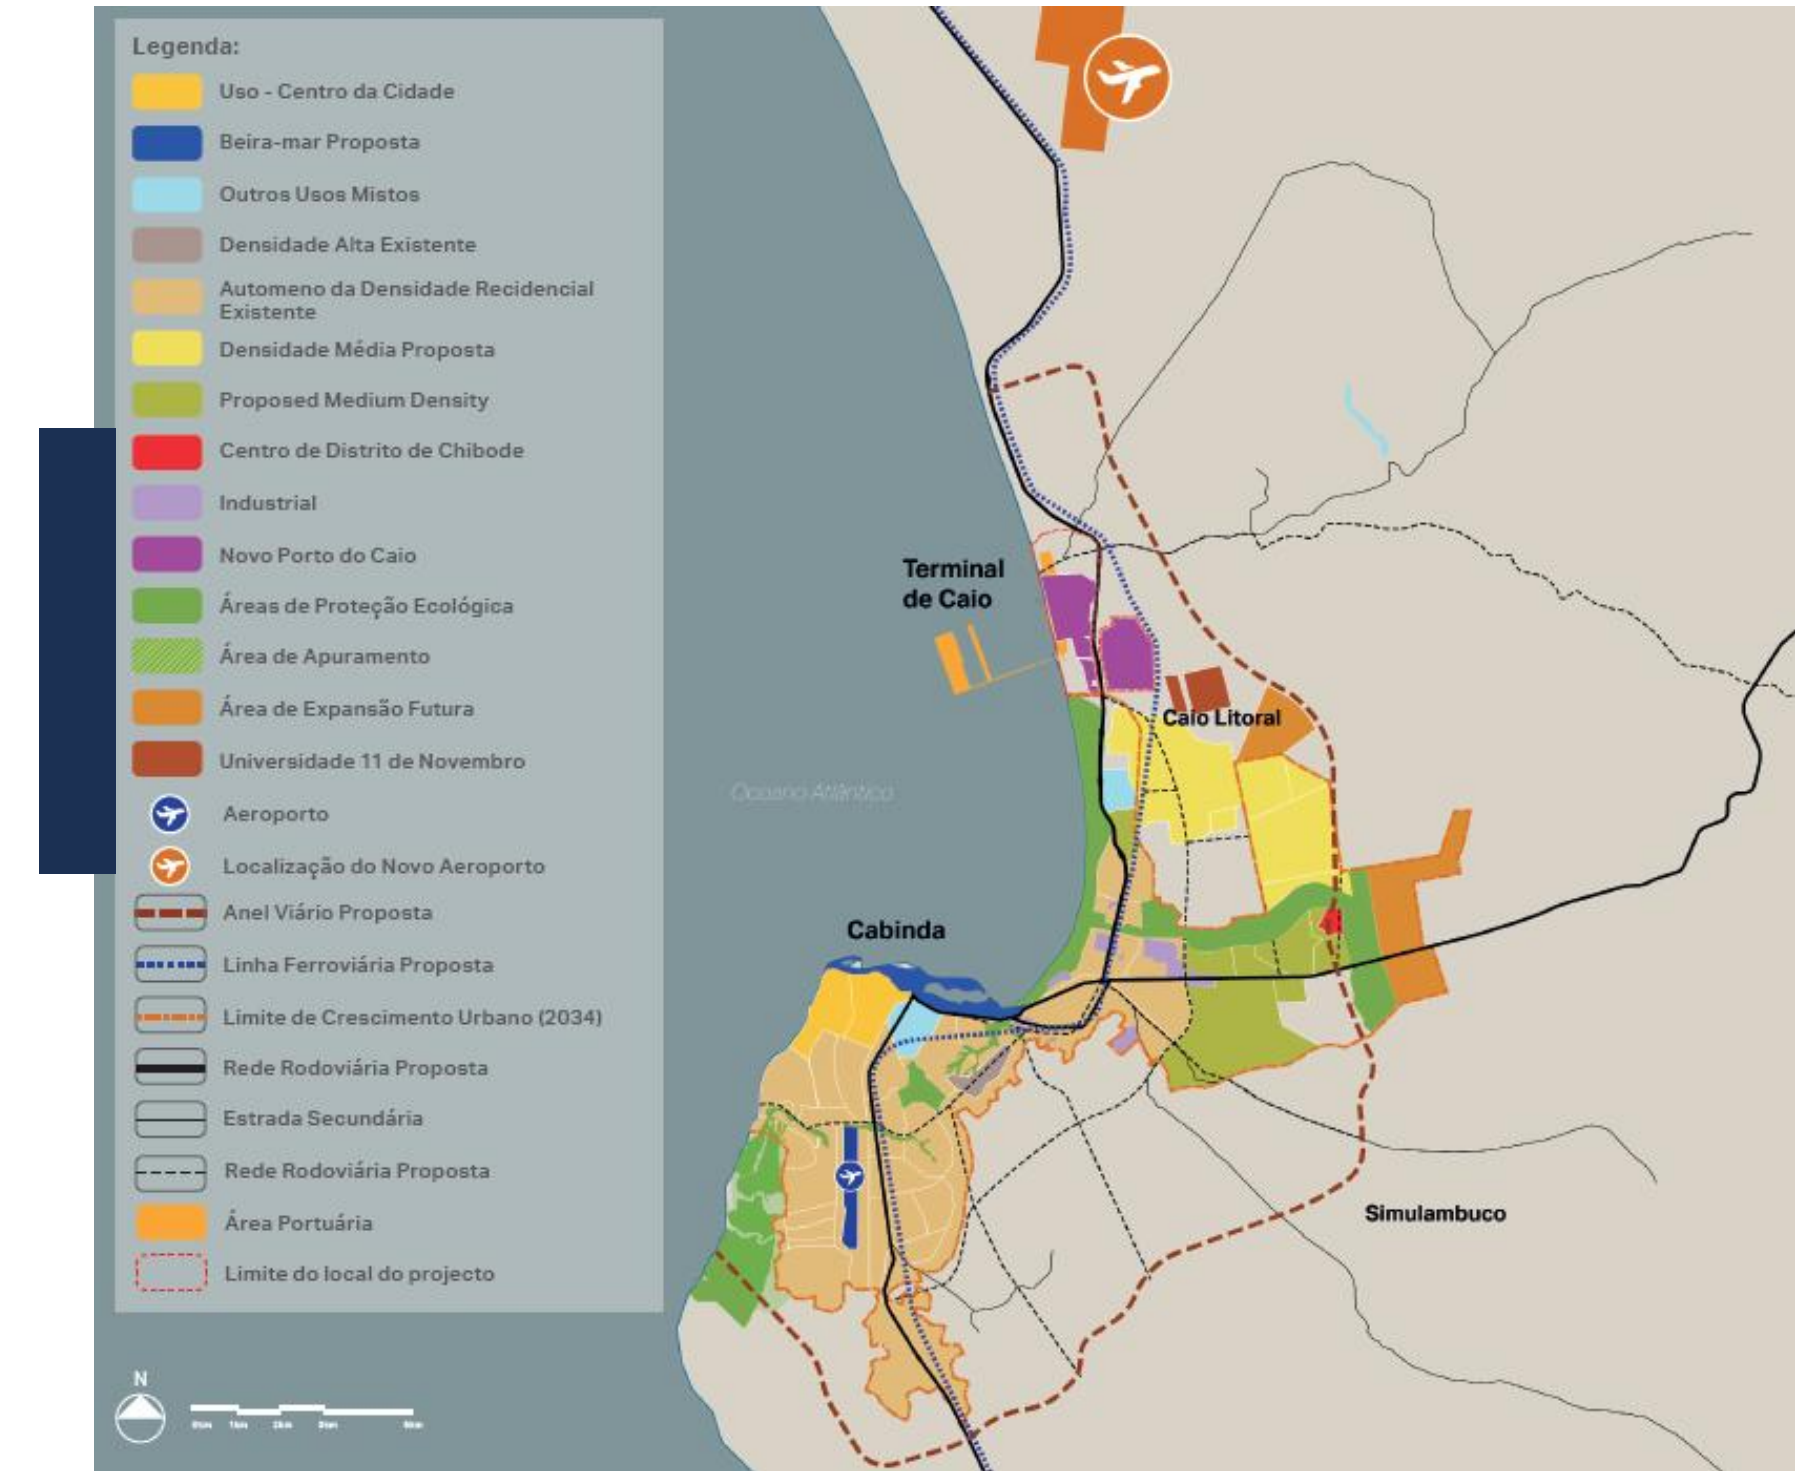 Legenda:
Uso - Centro da Cidade
Beira-mar Proposta
Outros Usos Mistos
Densidade Alta Existente
Automeno da Densidade Recidencial
Existente
Densidade Média Proposta
Proposed Medium Density
Centro de Distrito de Chibode
Industrial
Novo Porto do Caio
Áreas de Proteção Ecológica
Área de Apuramento
Área de Expansão Futura
Universidade 11 de Novembro
Aeroporto
Localização do Novo Aeroporto
Anel Viário Proposta
Linha Ferroviária Proposta
Limite de Crescimento Urbano (2034)
Rede Rodoviária Proposta
Estrada Secundária
Rede Rodoviária Proposta
Área Portuária
Limite do local do projecto
N
0km 1km 2km
Terminal
de Caio
Caio Litoral
Oceano Atlântico
Cabinda
Simulambuco